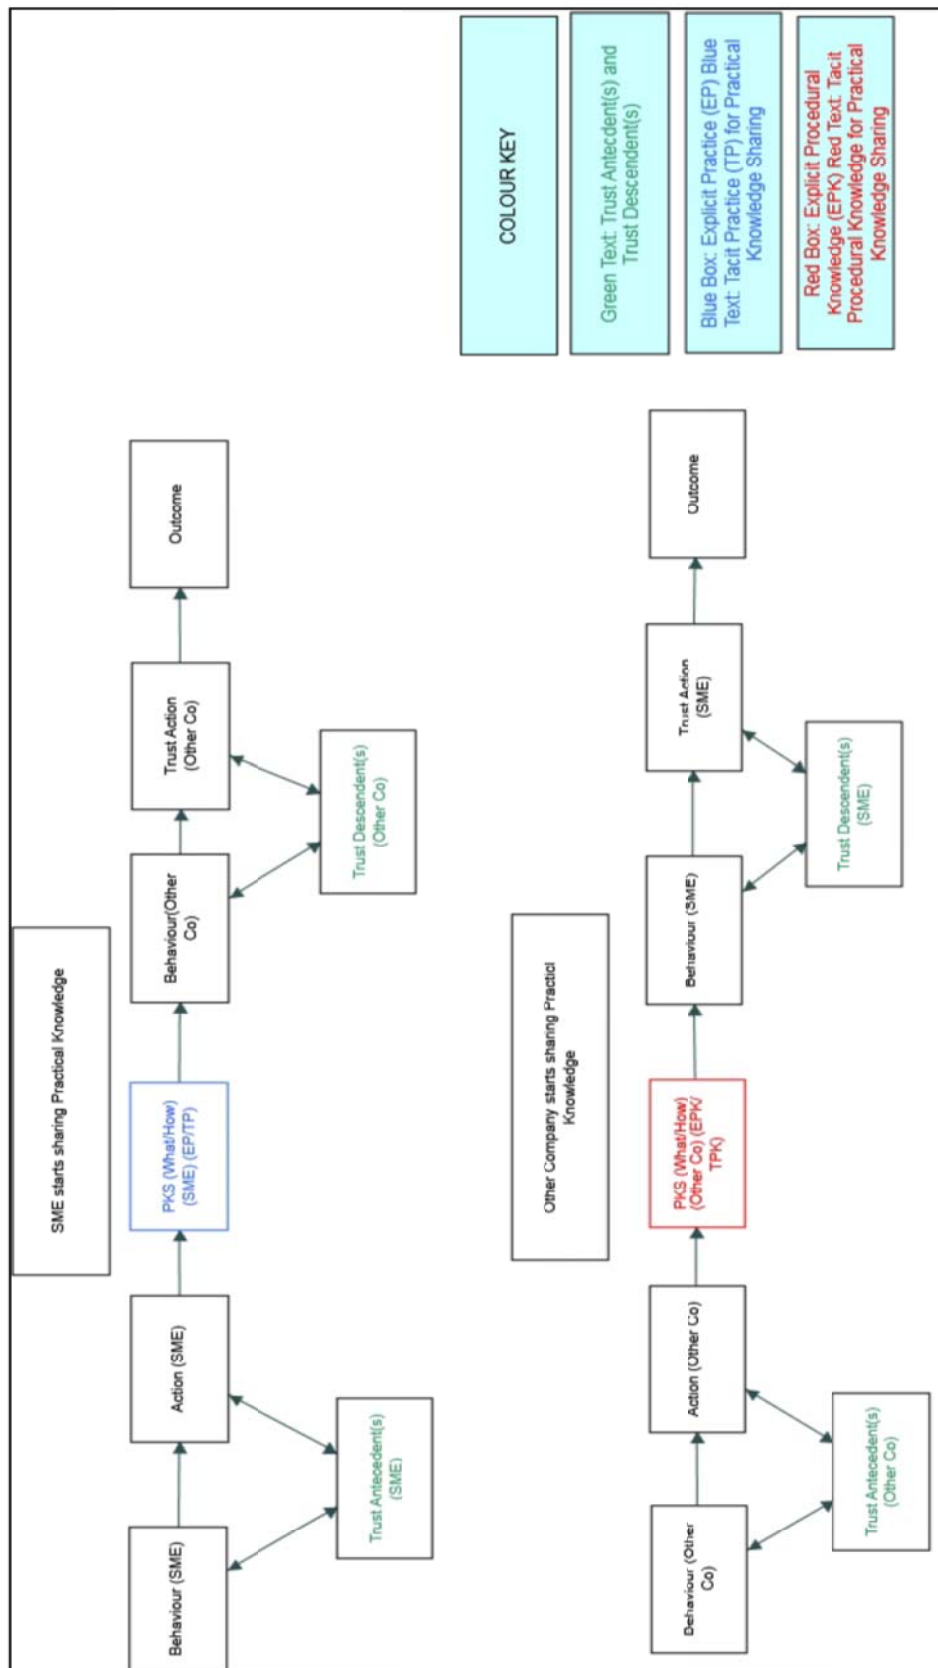 SME starts sharing Practical Knowledge
Behaviour (SME)
Action (SME)
PKS (What/How)
(SME) (EP/TP)
Behaviour(Other
Co)
Trust Action
(Other Co)
Outcome
Trust Antecedent(s)
(SME)
Trust Descendent(s)
(Other Co)
COLOUR KEY
Green Text: Trust Antecdent(s) and
Trust Descendent(s)
Blue Box: Explicit Practice (EP) Blue
Text: Tacit Practice (TP) for Practical
Knowledge Sharing
Red Box: Explicit Procedural
Knowledge (EPK) Red Text: Tacit
Procedural Knowledge for Practical
Knowledge Sharing
Other Company starts sharing Practicl
Knowledge
Behaviour (Other
Co)
Action (Other Co)
PKS (What/How)
(Other Co) (EPK/
TPK)
Behaviour (SME)
Trust Action
(SME)
Outcome
Trust Antecedent(s)
(Other Co)
Trust Descendent(s)
(SME)